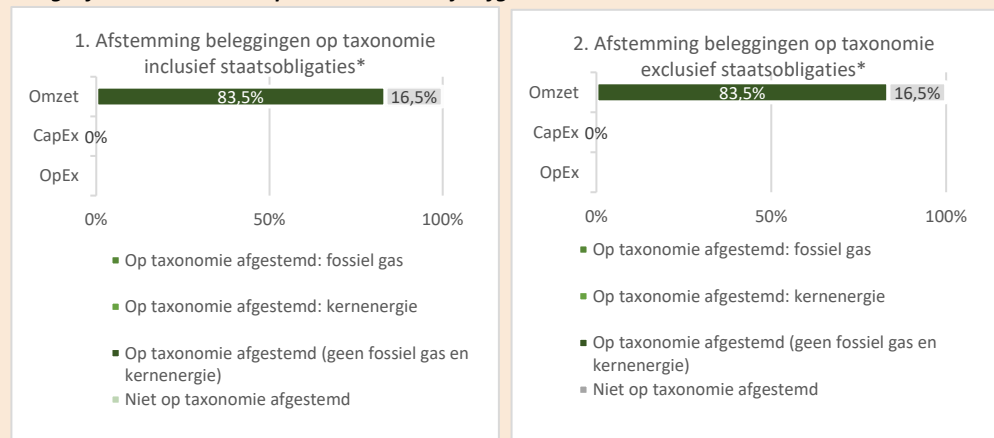 1. Afstemming beleggingen op taxonomie
inclusief staatsobligaties*
Omzet 83,5% 16,5%
CapEx 0%
OpEx
0% 50% 100%
Op taxonomie afgestemd: fossiel gas
Op taxonomie afgestemd: kernenergie
Op taxonomie afgestemd (geen fossiel gas en
kernenergie)
Niet op taxonomie afgestemd
2. Afstemming beleggingen op taxonomie
exclusief staatsobligaties*
Omzet 83,5% 16,5%
CapEx 0%
OpEx
0% 50% 100%
Op taxonomie afgestemd: fossiel gas
Op taxonomie afgestemd: kernenergie
Op taxonomie afgestemd (geen fossiel gas en
kernenergie)
Niet op taxonomie afgestemd